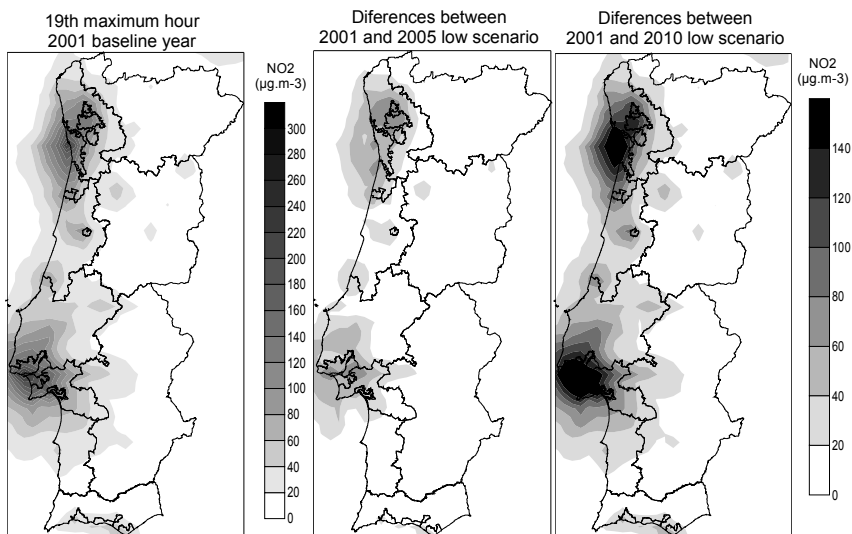 19th maximum hour
2001 baseline year
NO2
(µg.m-3)
300
280
260
240
220
200
180
160
140
120
100
80
60
40
20
0
Diferences between
2001 and 2005 low scenario
Diferences between
2001 and 2010 low scenario
NO2
(µg.m-3)
140
120
100
80
60
40
20
0